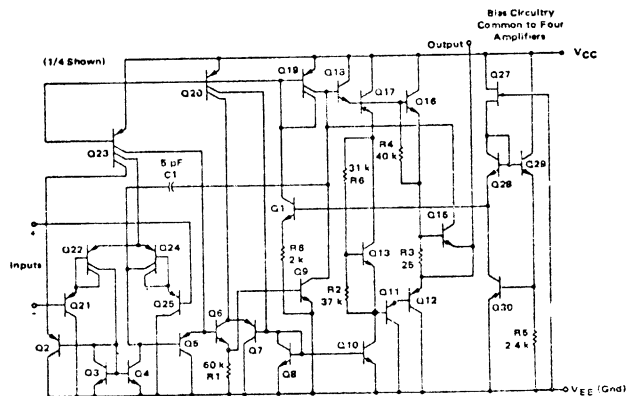 Bias Circuitry
Common to Four
Amplifiers
Output
VCC
(1/4 Shown)
Q19
Q18
Q17
Q16
Q27
Q20
Q23
5 pF
C1
R4
40 k
31 k
R6
Q28
Q29
+
Q1
Q15
Q22
Q24
Q13
R3
25
Inputs
R6
2 k
Q9
R2
37 k
Q21
Q25
Q6
Q11
Q12
Q30
-
Q2
Q5
Q7
R5
2.4 k
Q3
Q4
60 k
R1
Q8
Q10
VEE (Gnd)